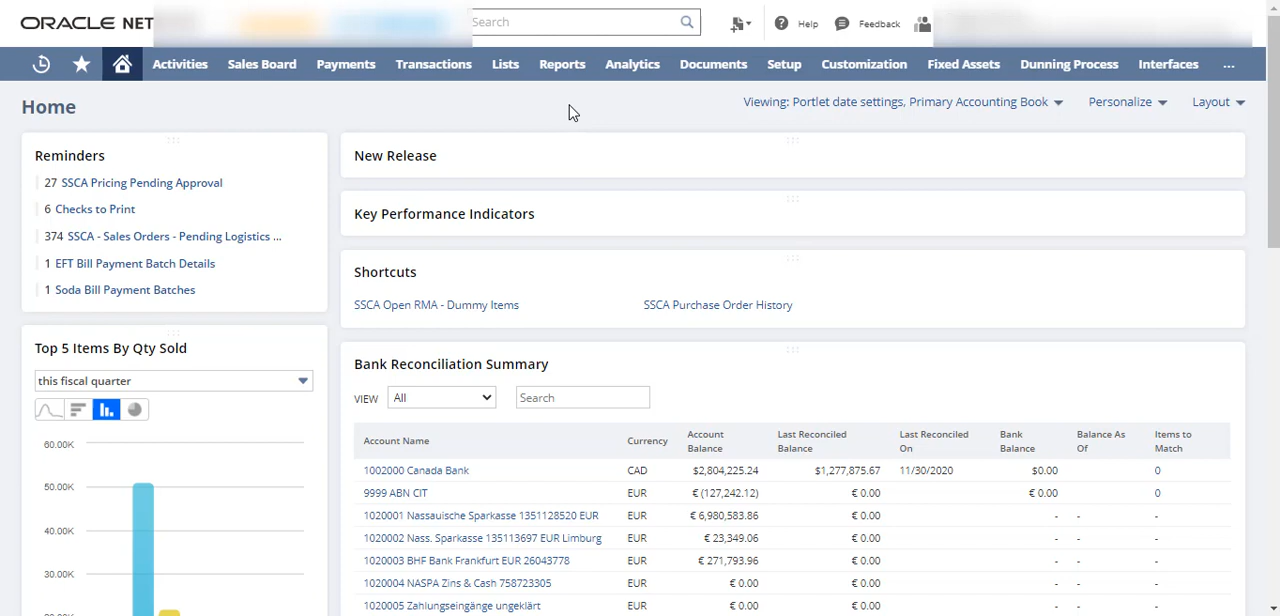 ORACLE NET
Search
Help
Feedback
Activities Sales Board Payments Transactions Lists Reports Analytics Documents Setup Customization Fixed Assets Dunning Process Interfaces ...
Home
Viewing: Portlet date settings, Primary Accounting Book
Personalize
Layout
Reminders
27 SSCA Pricing Pending Approval
6 Checks to Print
374 SSCA - Sales Orders - Pending Logistics ...
1 EFT Bill Payment Batch Details
1 Soda Bill Payment Batches
Top 5 Items By Qty Sold
this fiscal quarter
60.00K
50.00K
40.00K
30.00K
New Release
Key Performance Indicators
Shortcuts
SSCA Open RMA - Dummy Items
SSCA Purchase Order History
Bank Reconciliation Summary
VIEW All Search
Account Name Currency Account Balance Last Reconciled Balance Last Reconciled On Bank Balance Balance As Of Items to Match
1002000 Canada Bank CAD $2,804,225.24 $1,277,875.67 11/30/2020 $0.00 0
9999 ABN CIT EUR € (127,242.12) € 0.00 € 0.00 0
1020001 Nassauische Sparkasse 1351128520 EUR EUR € 6,980,583.86 € 0.00 - - -
1020002 Nass. Sparkasse 135113697 EUR Limburg EUR € 23,349.06 € 0.00 - - -
1020003 BHF Bank Frankfurt EUR 26043778 EUR € 271,793.96 € 0.00 - - -
1020004 NASPA Zins & Cash 758723305 EUR € 0.00 € 0.00 - - -
1020005 Zahlungseingänge ungeklärt EUR € 0.00 € 0.00 - - -